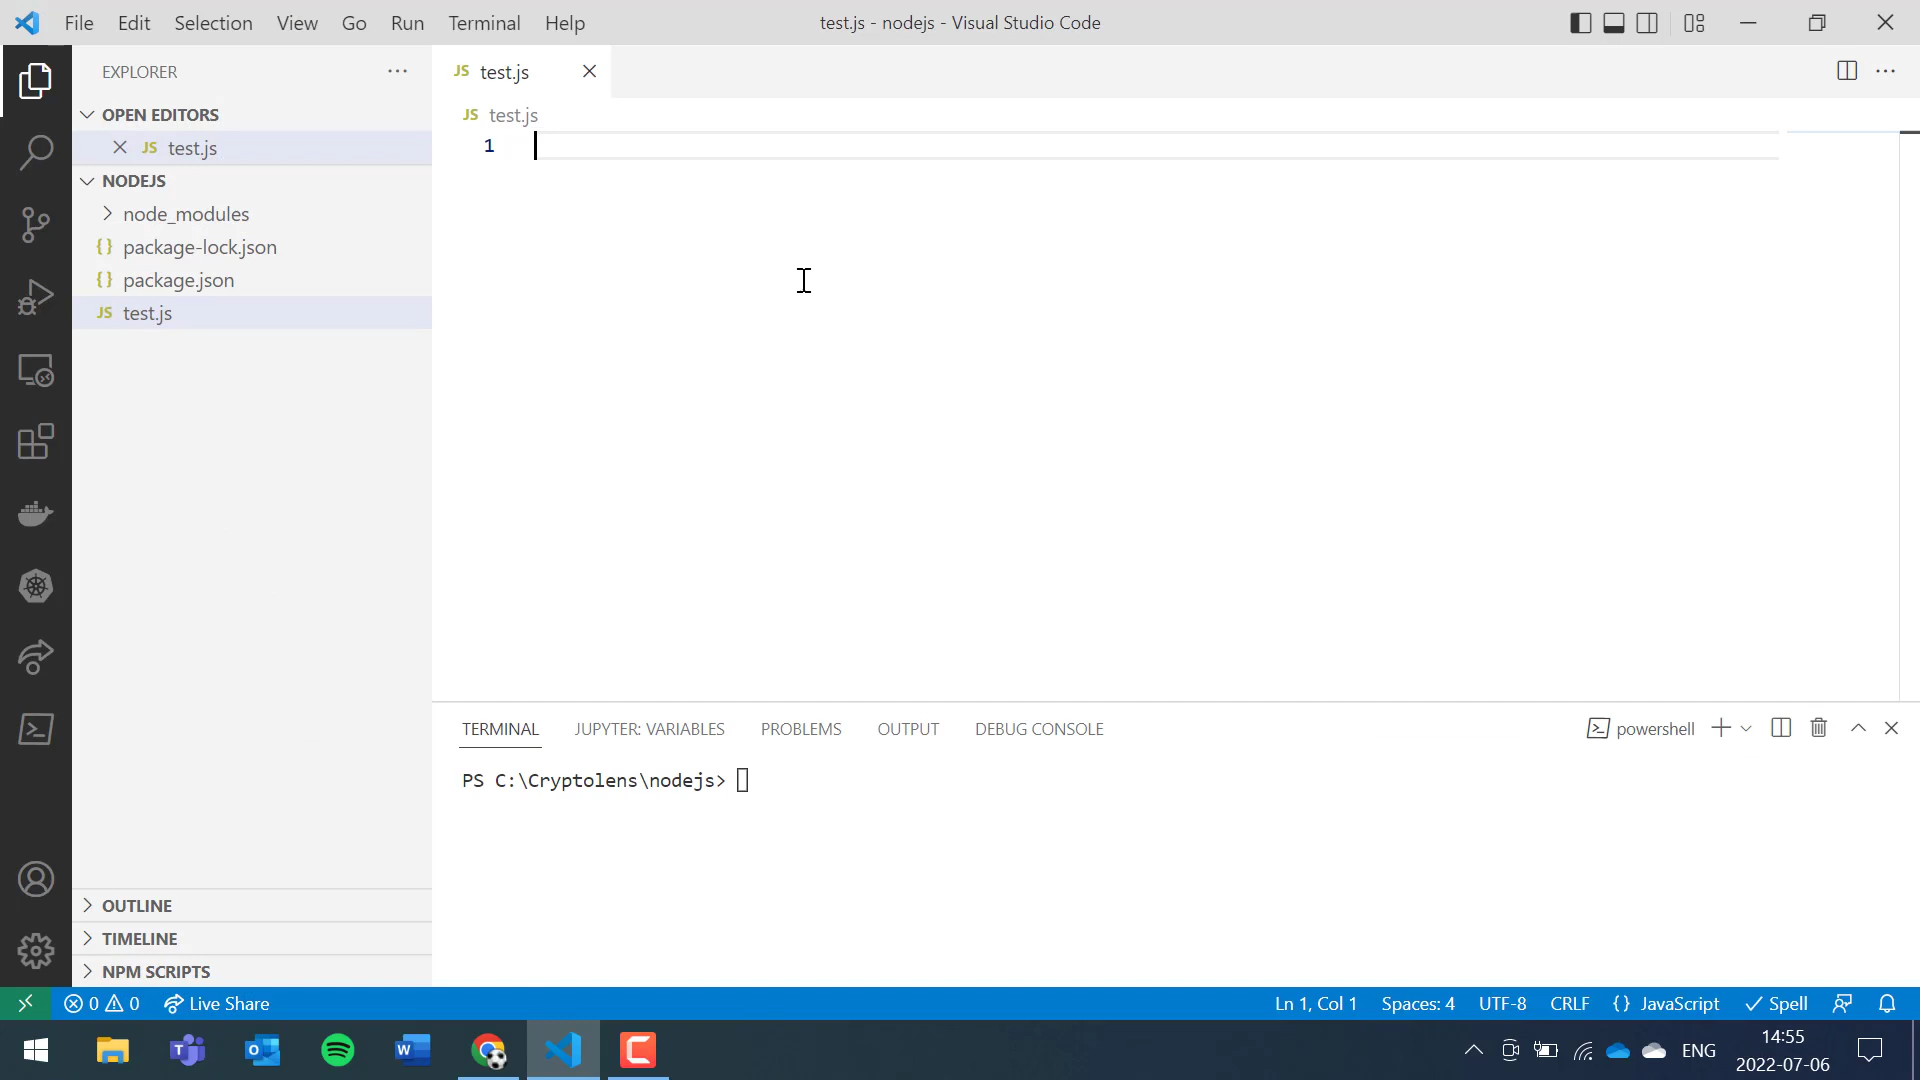 File Edit Selection View Go Run Terminal Help
test.js - nodejs - Visual Studio Code
EXPLORER
OPEN EDITORS
JS test.js
NODEJS
node_modules
{} package-lock.json
{} package.json
JS test.js
OUTLINE
TIMELINE
NPM SCRIPTS
JS test.js
JS test.js
1
TERMINAL JUPYTER: VARIABLES PROBLEMS OUTPUT DEBUG CONSOLE
powershell
PS C:\Cryptolens\nodejs>
0 0 Live Share
Ln 1, Col 1 Spaces: 4 UTF-8 CRLF {} JavaScript Spell
ENG
14:55
2022-07-06